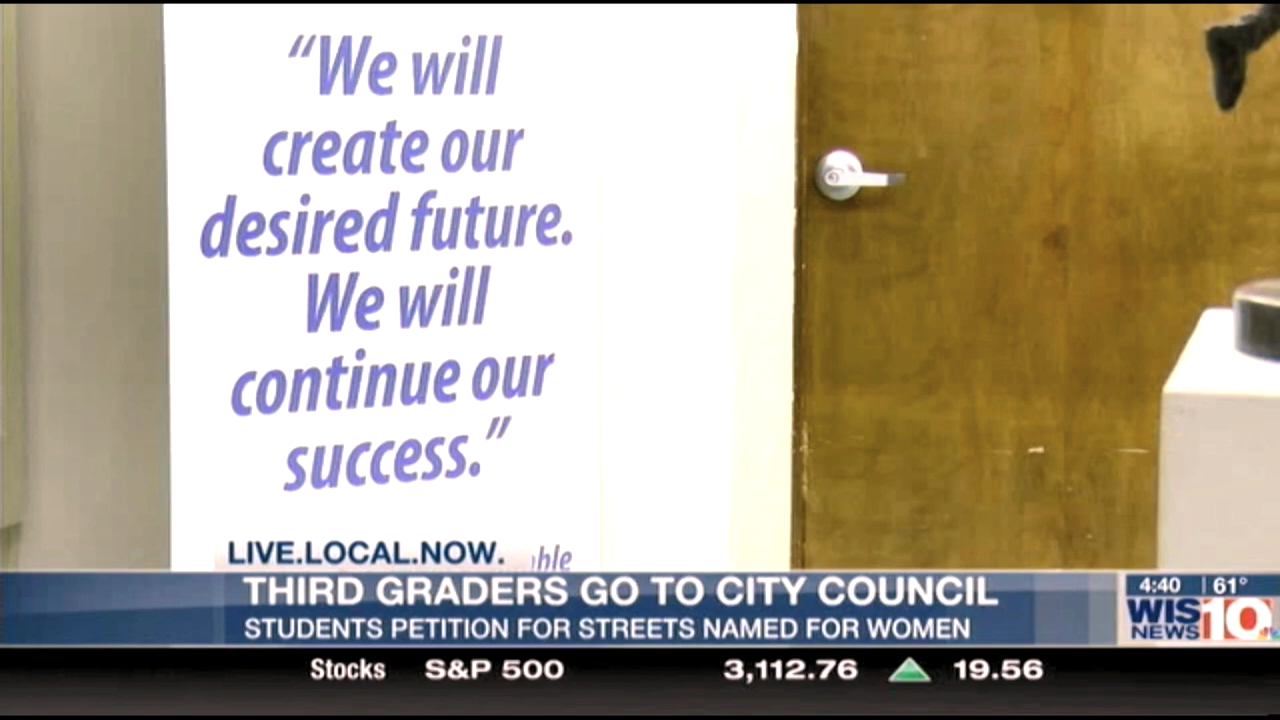 “We will
create our
desired future.
We will
continue our
success.”
LIVE.LOCAL.NOW.
THIRD GRADERS GO TO CITY COUNCIL
STUDENTS PETITION FOR STREETS NAMED FOR WOMEN
4:40 61°
WIS
NEWS 10
Stocks S&P 500 3,112.76 19.56